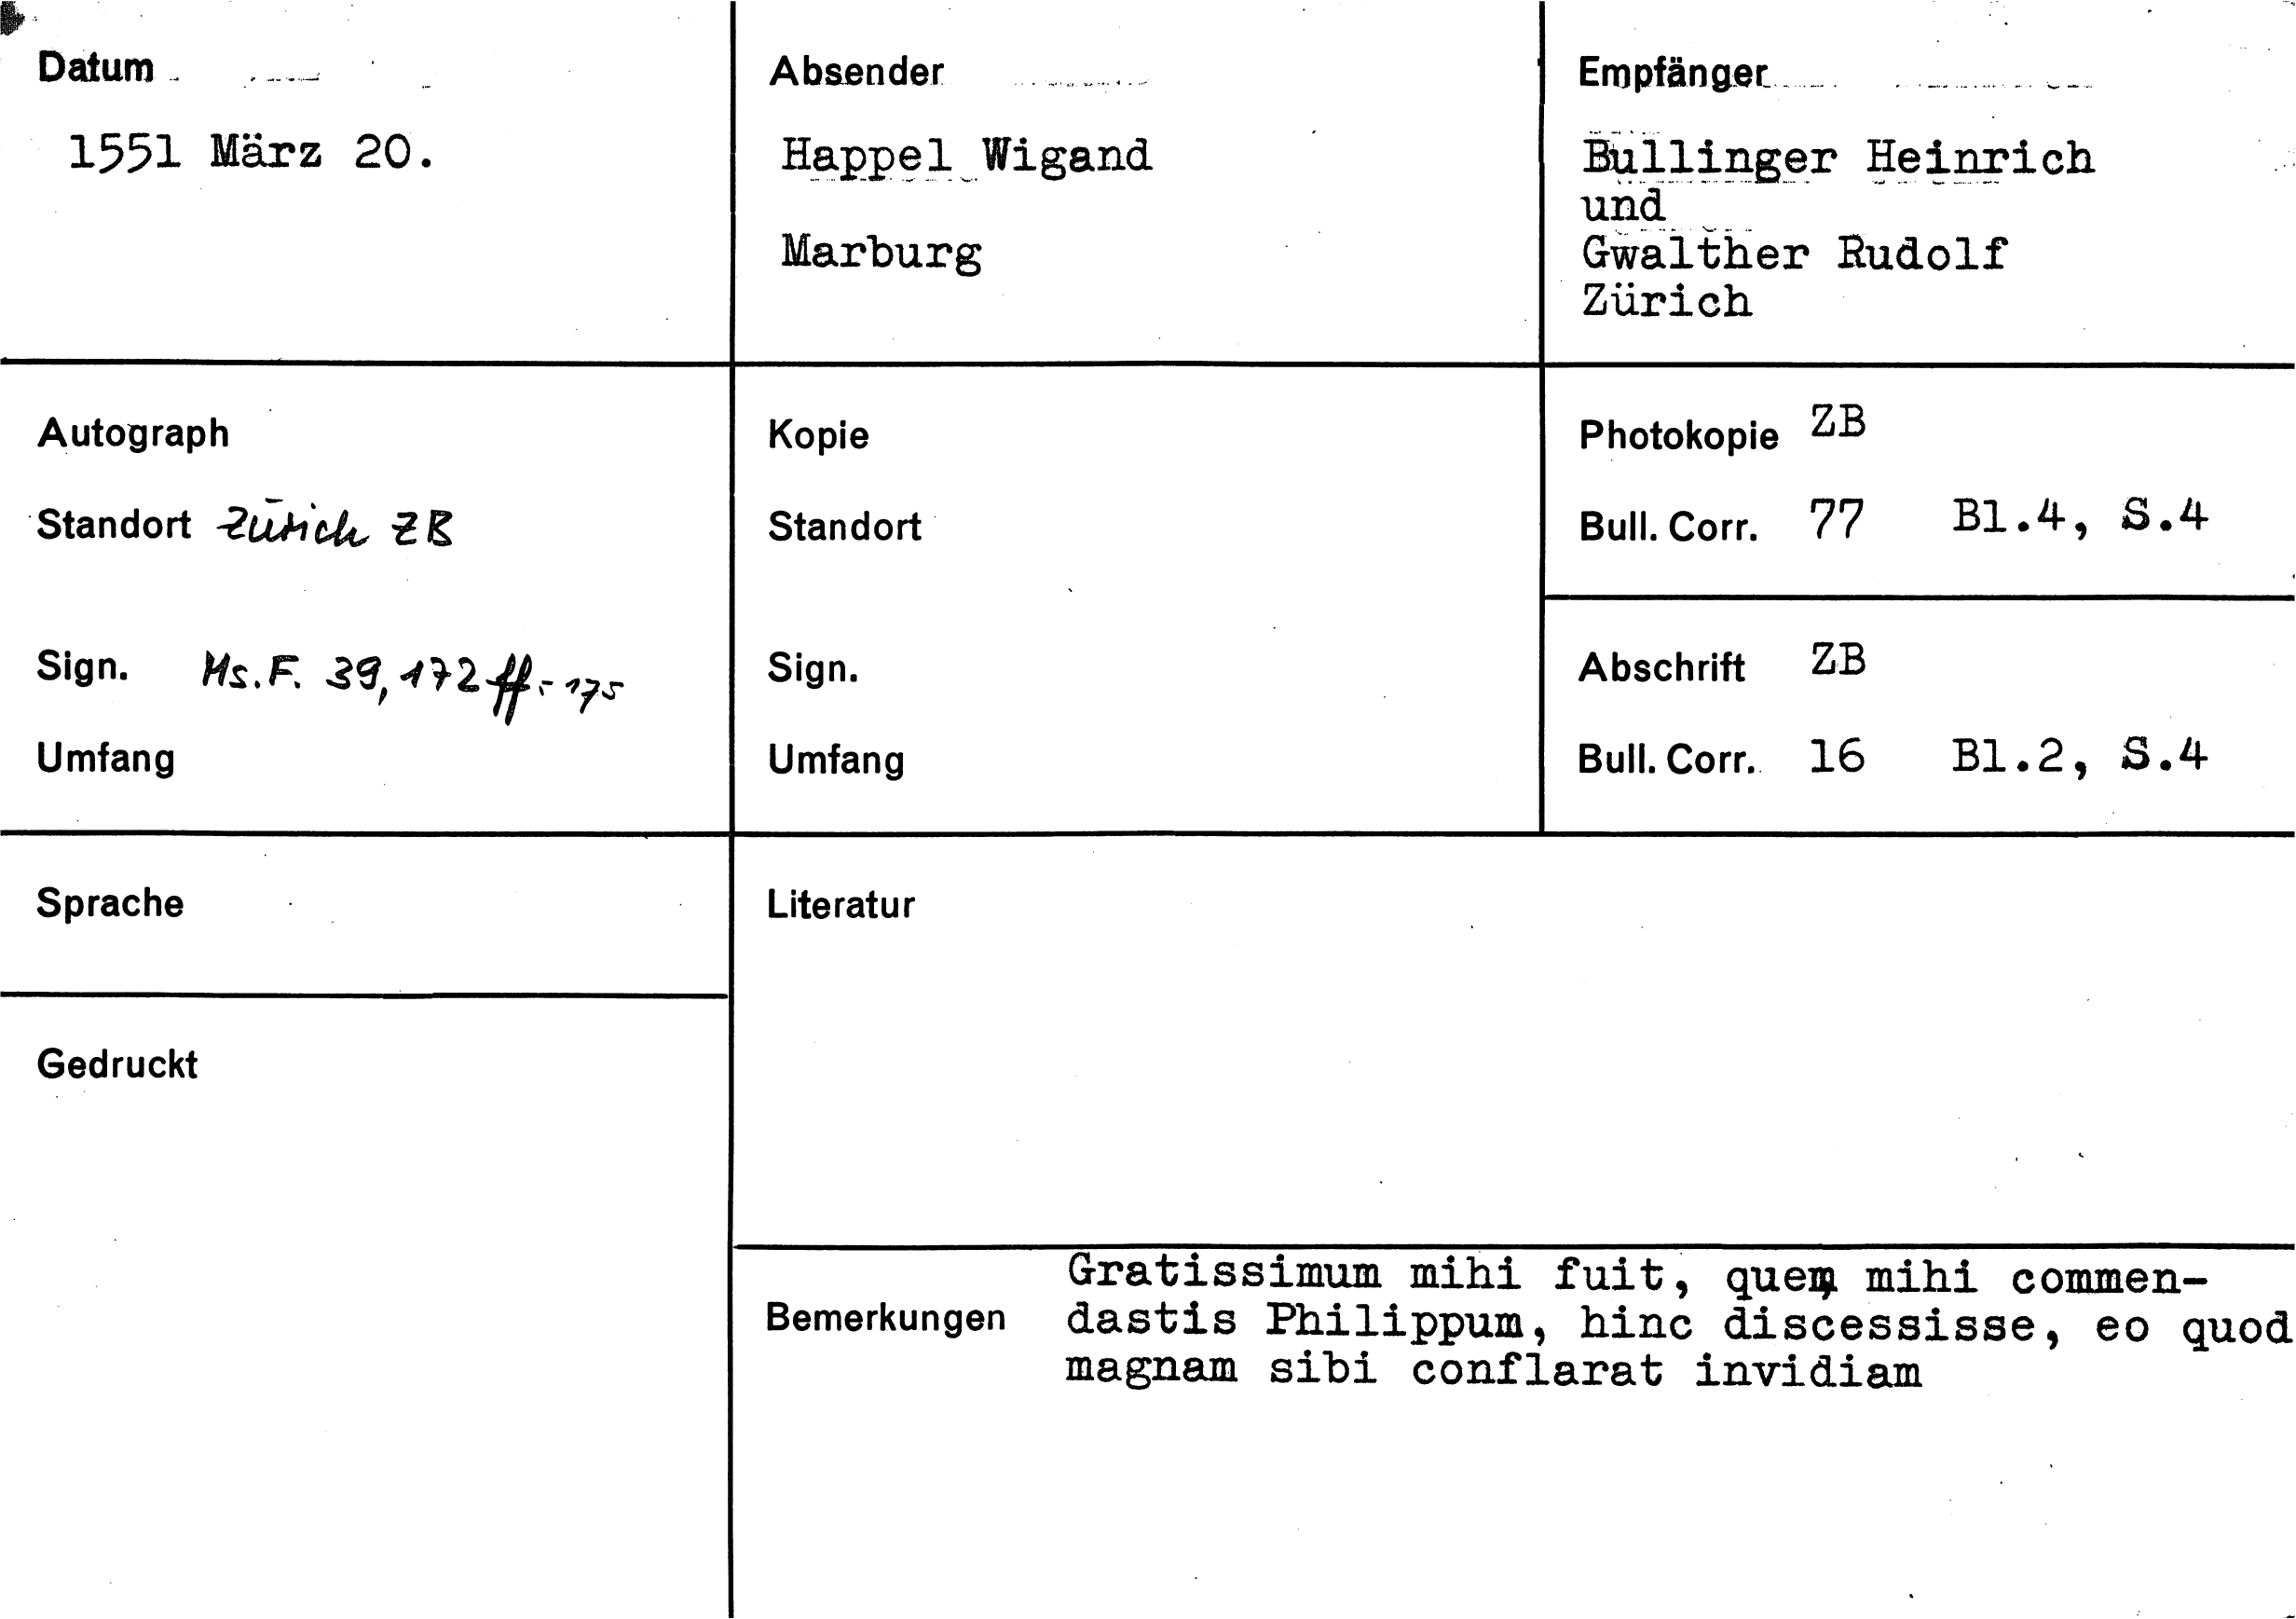 Datum
1551 März 20.
Absender
Happel Wigand
Marburg
Empfänger
Bullinger Heinrich
und
Gwalther Rudolf
Zürich
Autograph
Standort Zürich ZB
Sign. Ms.F. 39,172 ff.- 175
Umfang
Kopie
Standort
Sign.
Umfang
Photokopie ZB
Bull. Corr. 77 Bl.4, S.4
Abschrift ZB
Bull. Corr. 16 Bl.2, S.4
Sprache
Gedruckt
Literatur
Bemerkungen
Gratissimum mihi fuit, quem mihi commen-
dastis Philippum, hinc discessisse, eo quod
magnam sibi conflarat invidiam